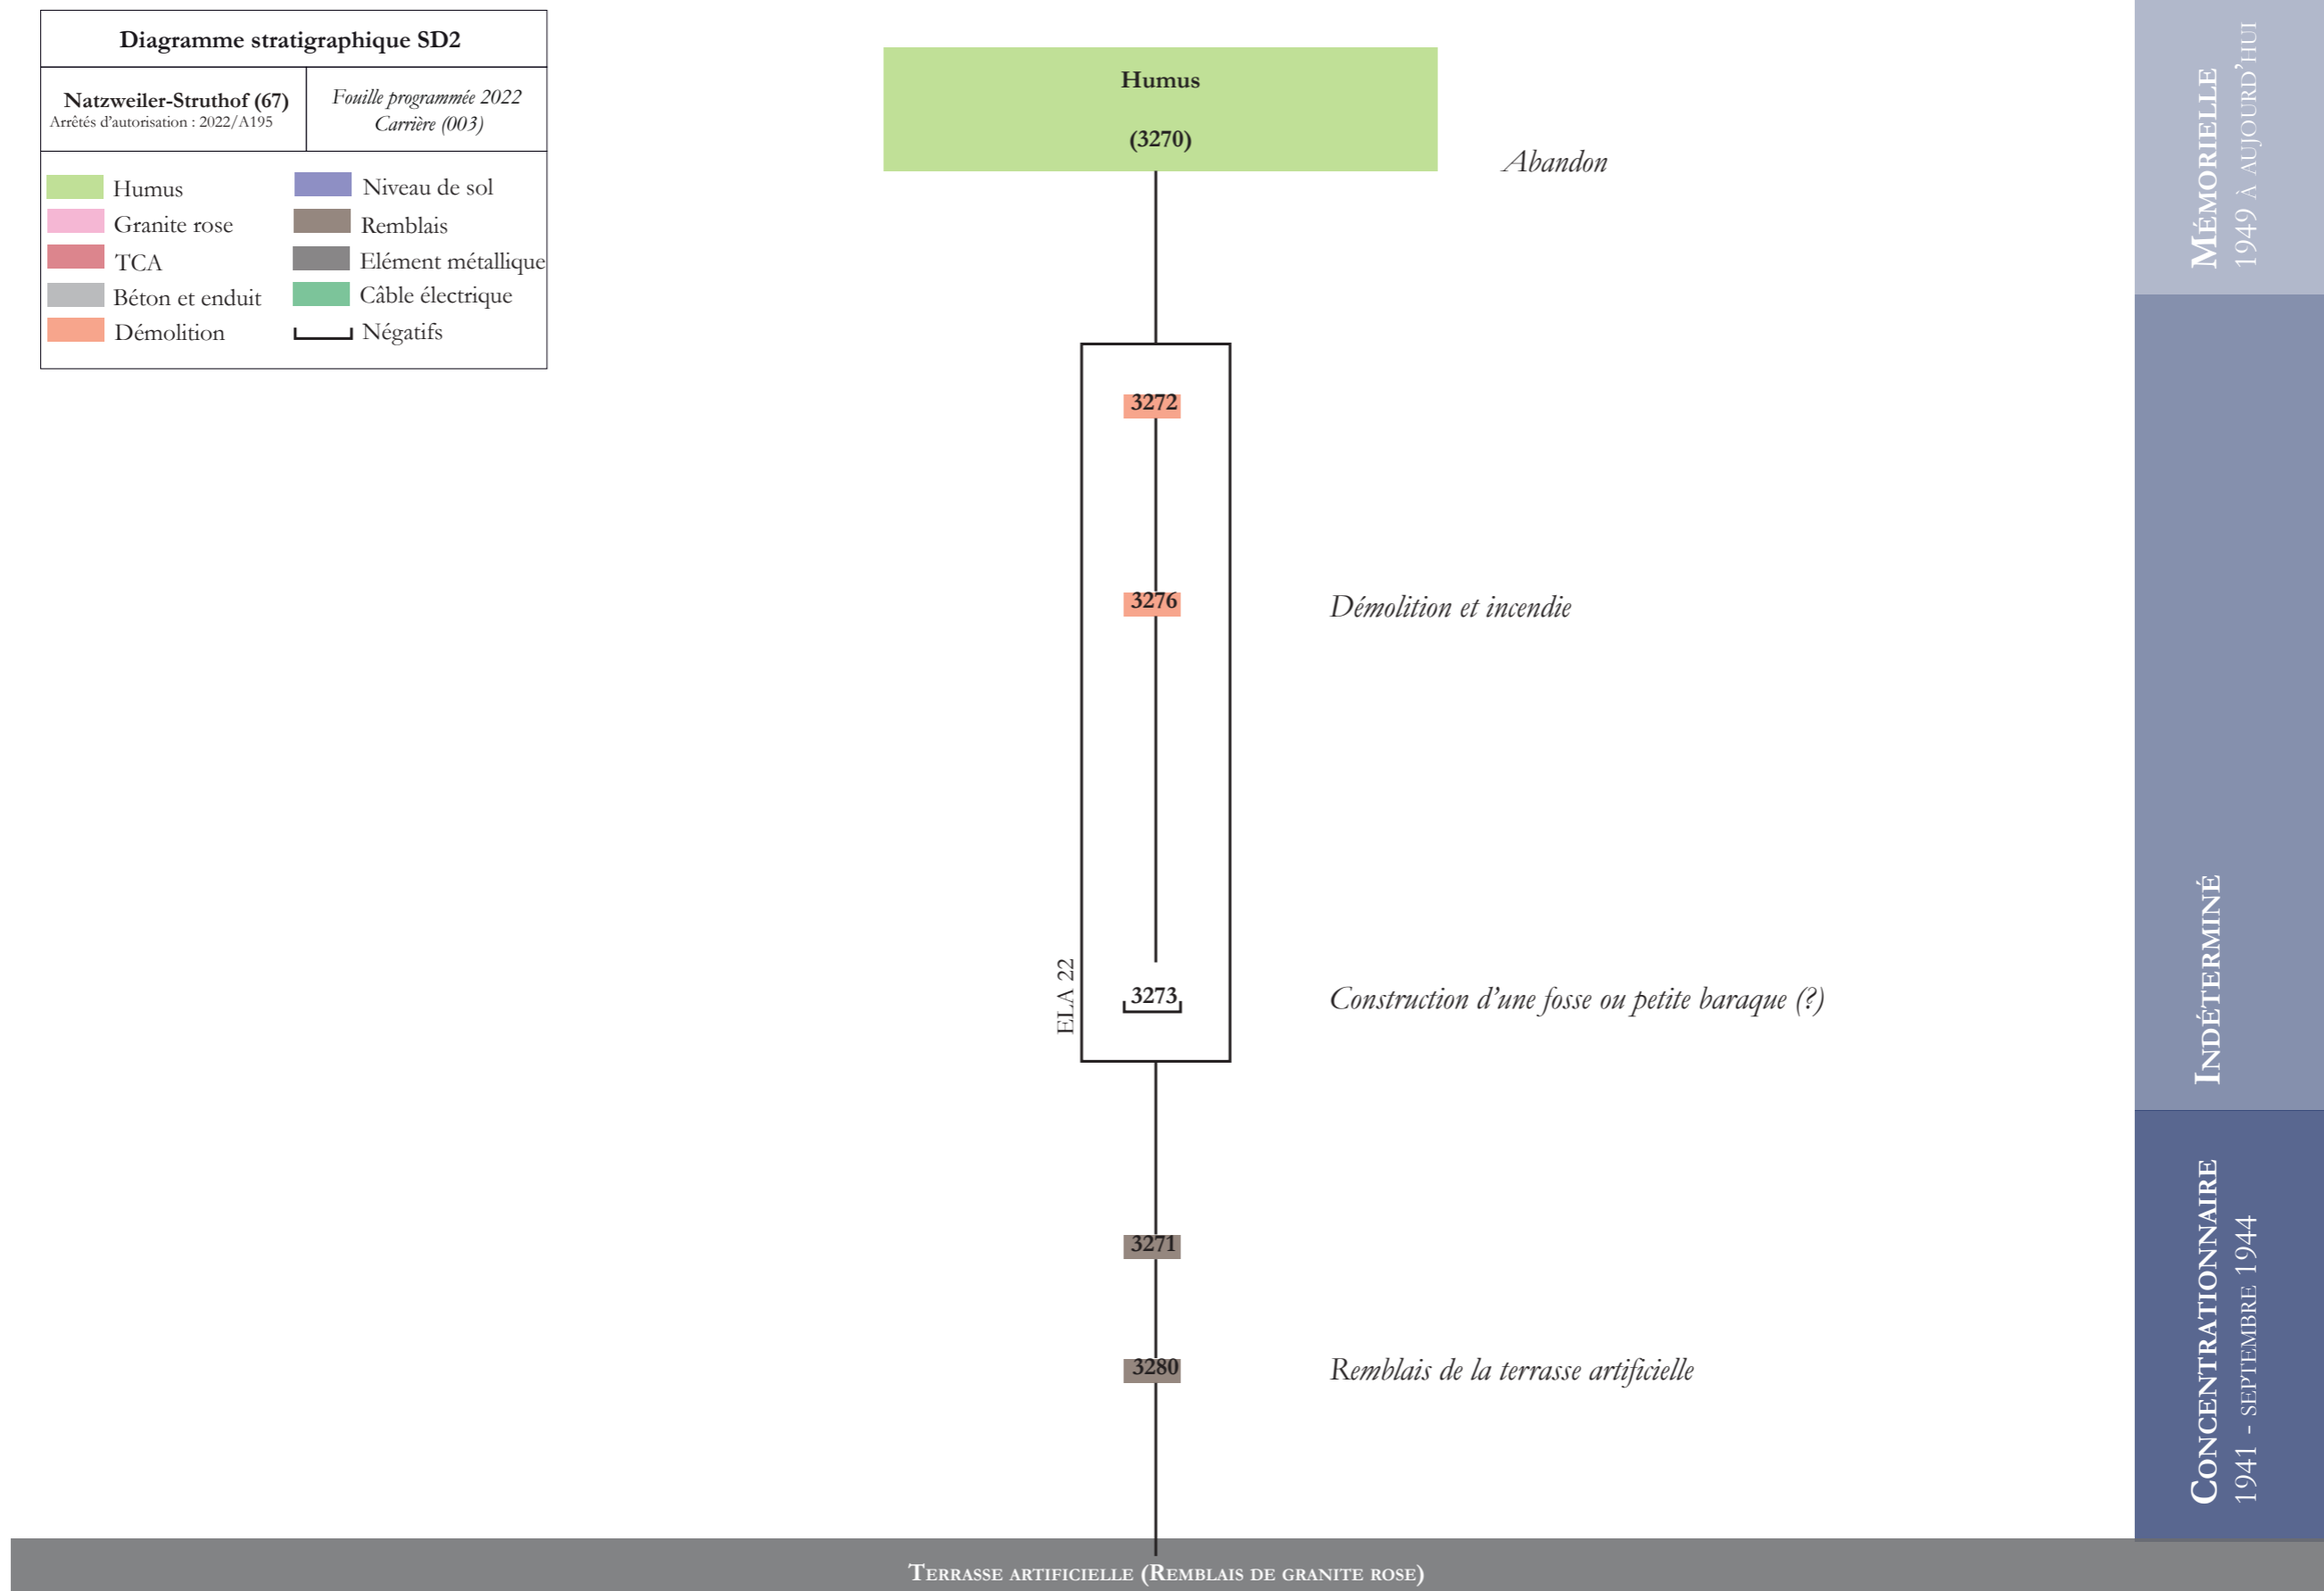 Diagramme stratigraphique SD2
Natzweiler-Struthof (67)
Arrêtés d'autorisation : 2022/A195
Fouille programmée 2022
Carrière (003)
Humus
Granite rose
TCA
Béton et enduit
Démolition
Niveau de sol
Remblais
Elément métallique
Câble électrique
Négatifs
Humus
(3270)
Abandon
3272
3276
Démolition et incendie
ELA 22
3273
Construction d'une fosse ou petite baraque (?)
3271
3280
Remblais de la terrasse artificielle
Terrasse artificielle (Remblais de granite rose)
Mémorielle
1949 à aujourd'hui
Indéterminé
Concentrationnaire
1941 - septembre 1944